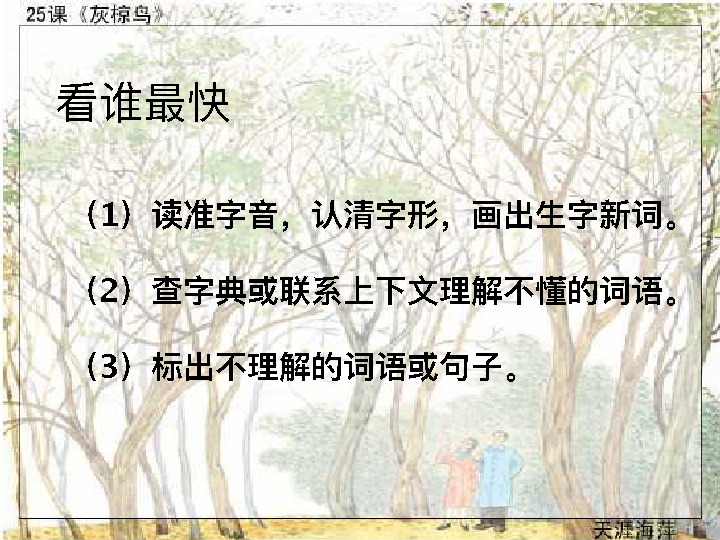 25课《灰椋鸟》
看谁最快
（1）读准字音，认清字形，画出生字新词。
（2）查字典或联系上下文理解不懂的词语。
（3）标出不理解的词语或句子。
天涯海萍